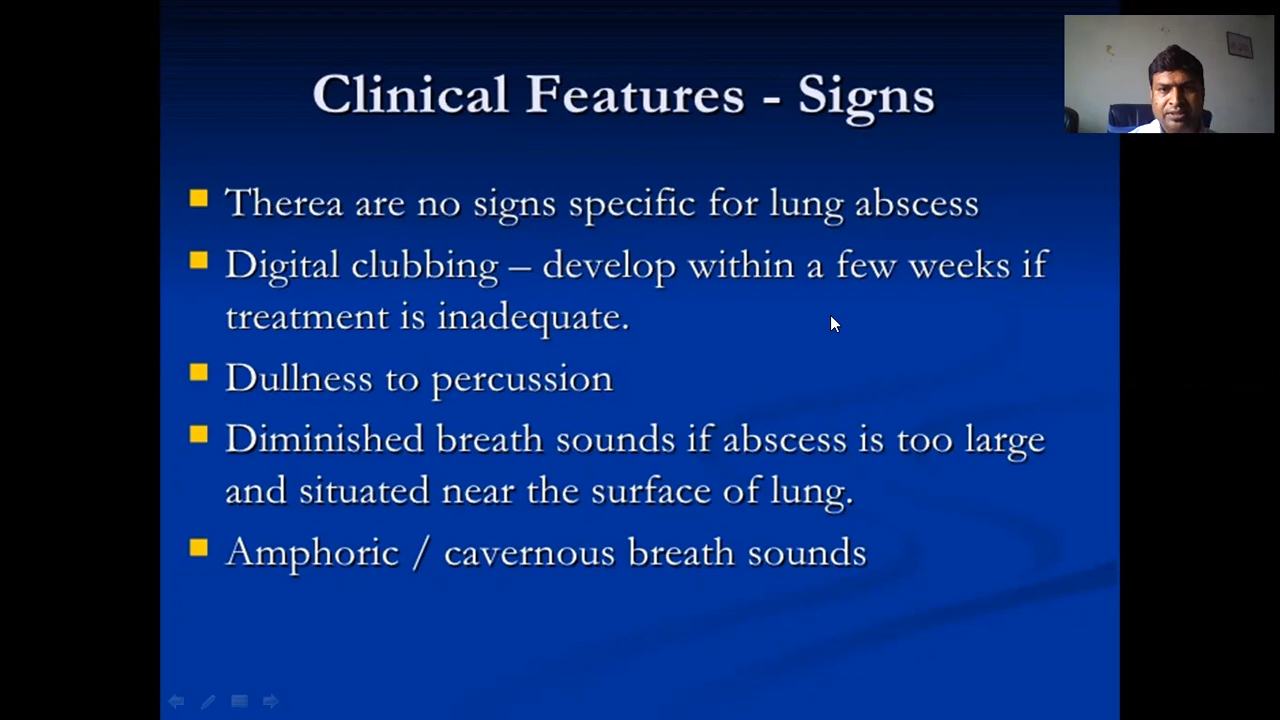 Clinical Features - Signs
Therea are no signs specific for lung abscess
Digital clubbing – develop within a few weeks if
treatment is inadequate.
Dullness to percussion
Diminished breath sounds if abscess is too large
and situated near the surface of lung.
Amphoric / cavernous breath sounds